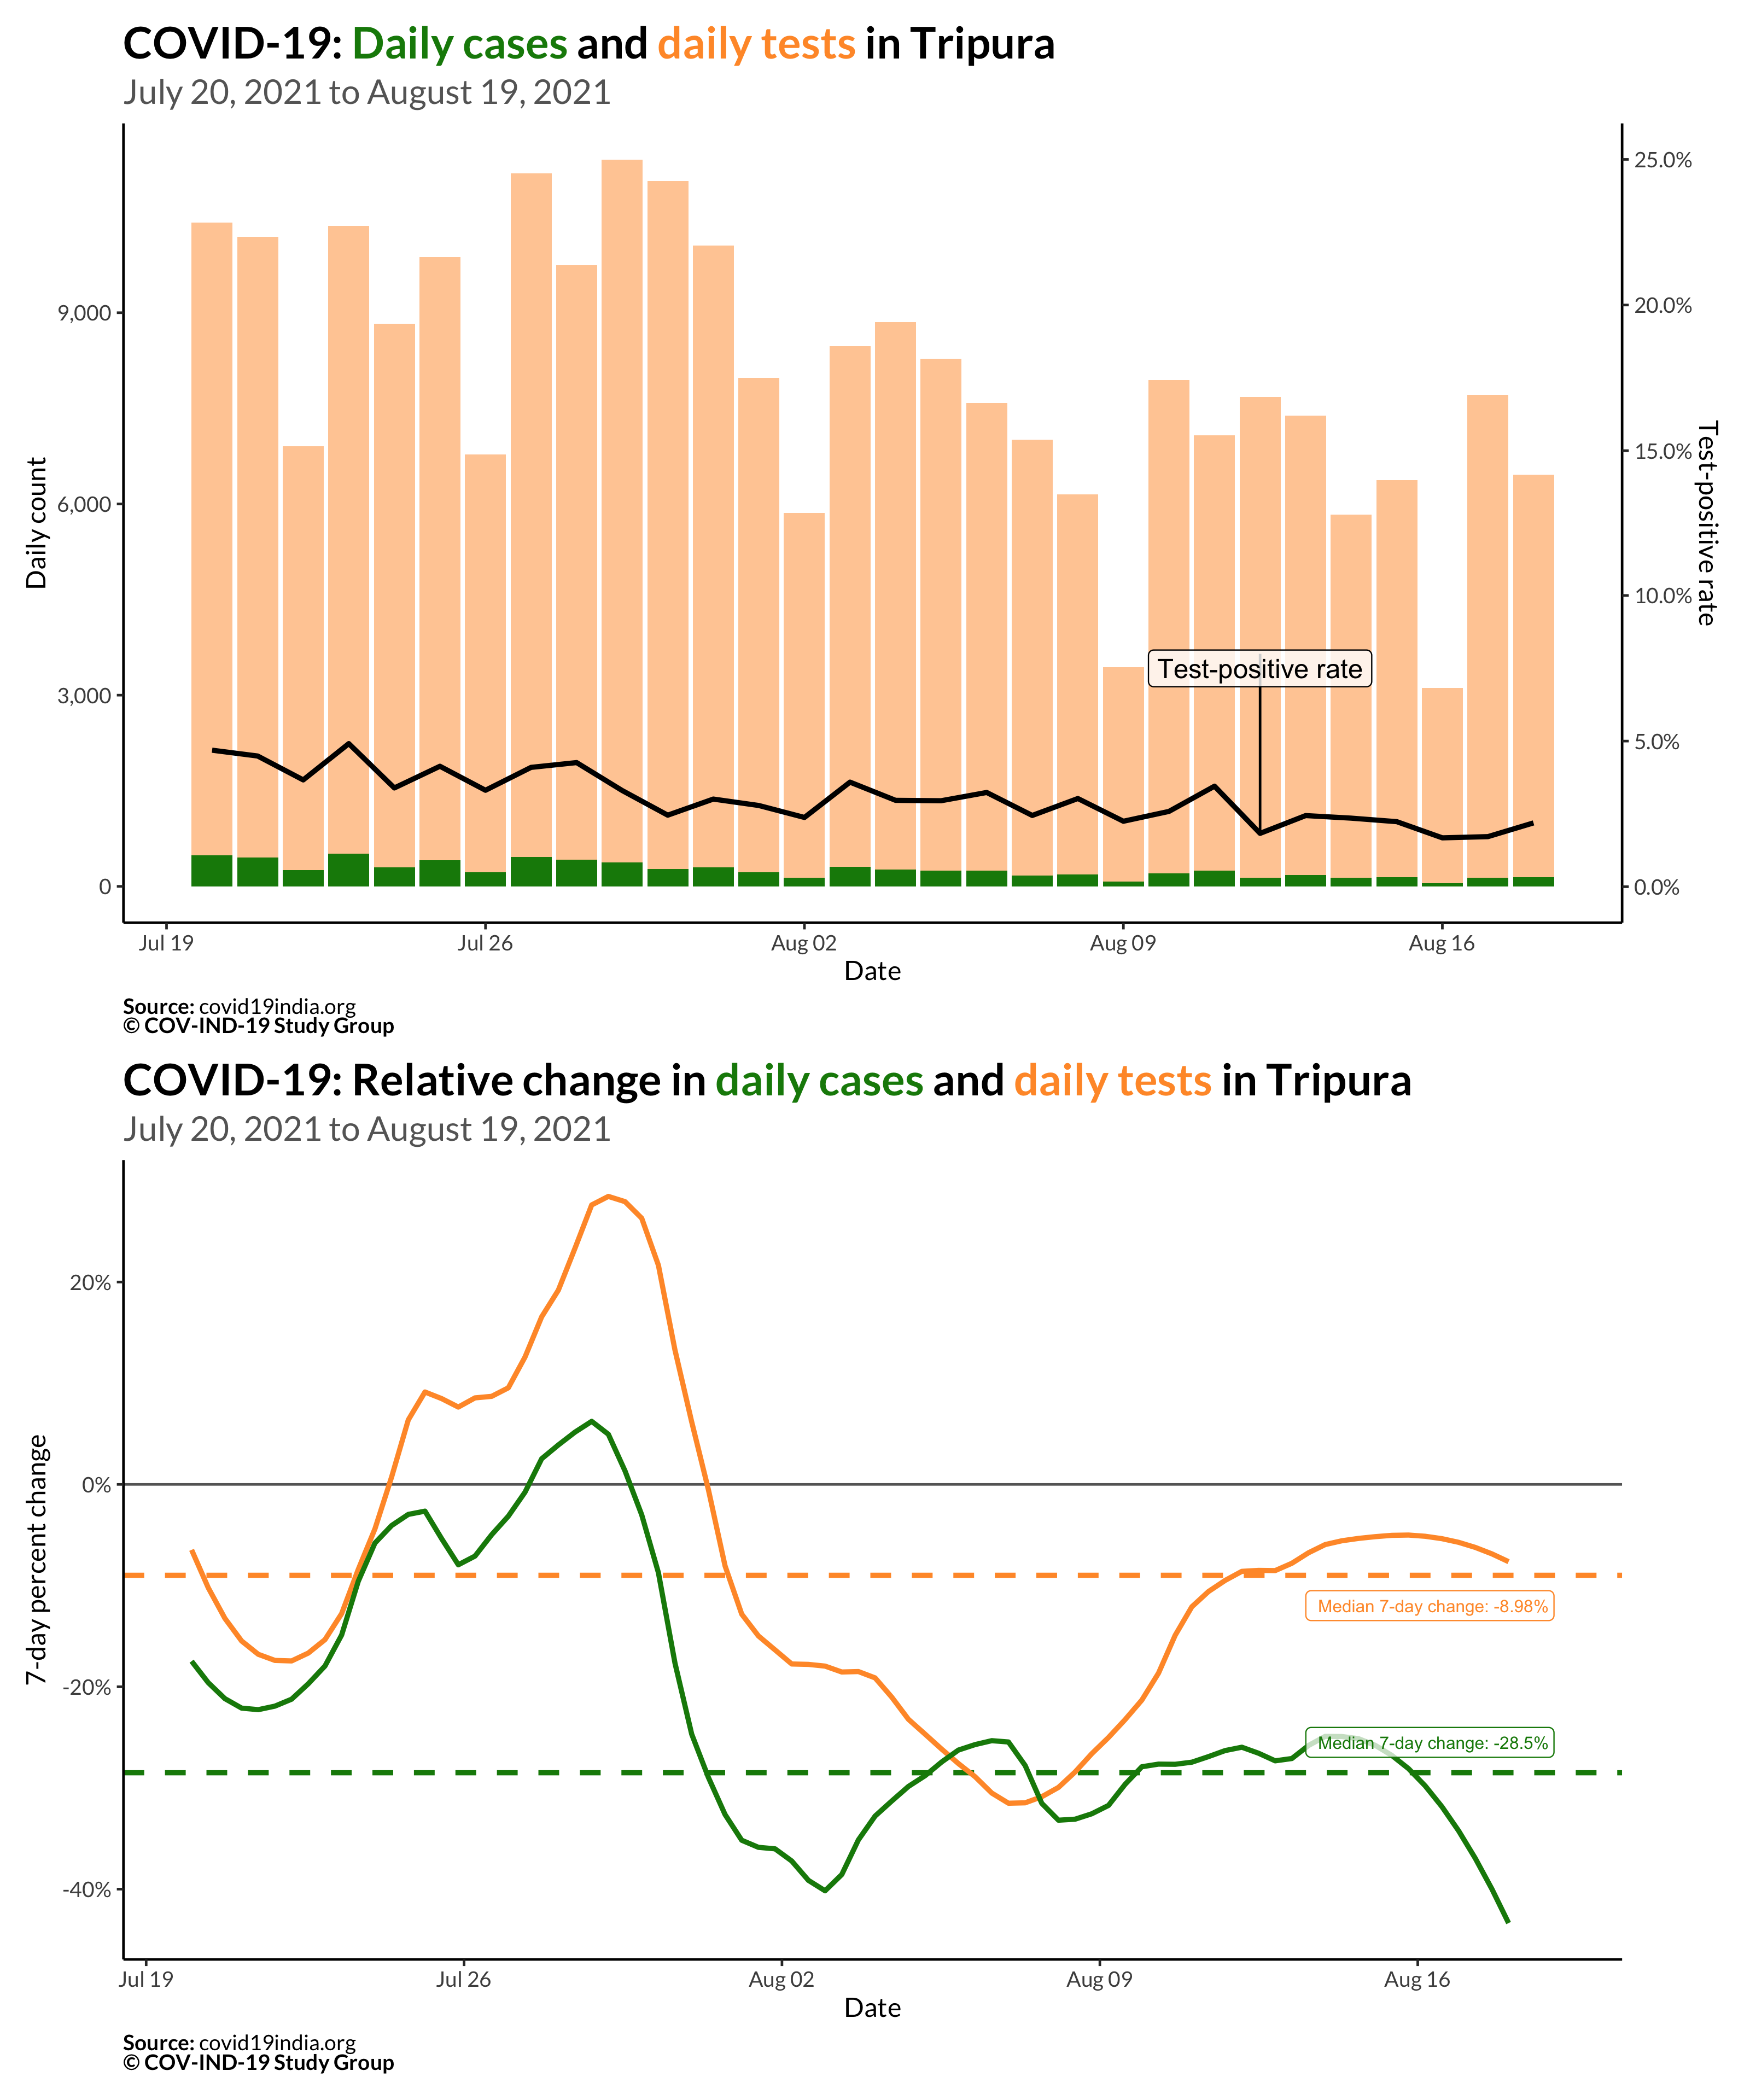 COVID-19: Daily cases and daily tests in Tripura
July 20, 2021 to August 19, 2021
Daily count
9,000
6,000
3,000
0
25.0%
20.0%
15.0%
10.0%
5.0%
0.0%
Test-positive rate
Test-positive rate
Jul 19
Jul 26
Aug 02
Aug 09
Aug 16
Date
Source: covid19india.org
© COV-IND-19 Study Group
COVID-19: Relative change in daily cases and daily tests in Tripura
July 20, 2021 to August 19, 2021
7-day percent change
20%
0%
-20%
-40%
Median 7-day change: -8.98%
Median 7-day change: -28.5%
Jul 19
Jul 26
Aug 02
Aug 09
Aug 16
Date
Source: covid19india.org
© COV-IND-19 Study Group